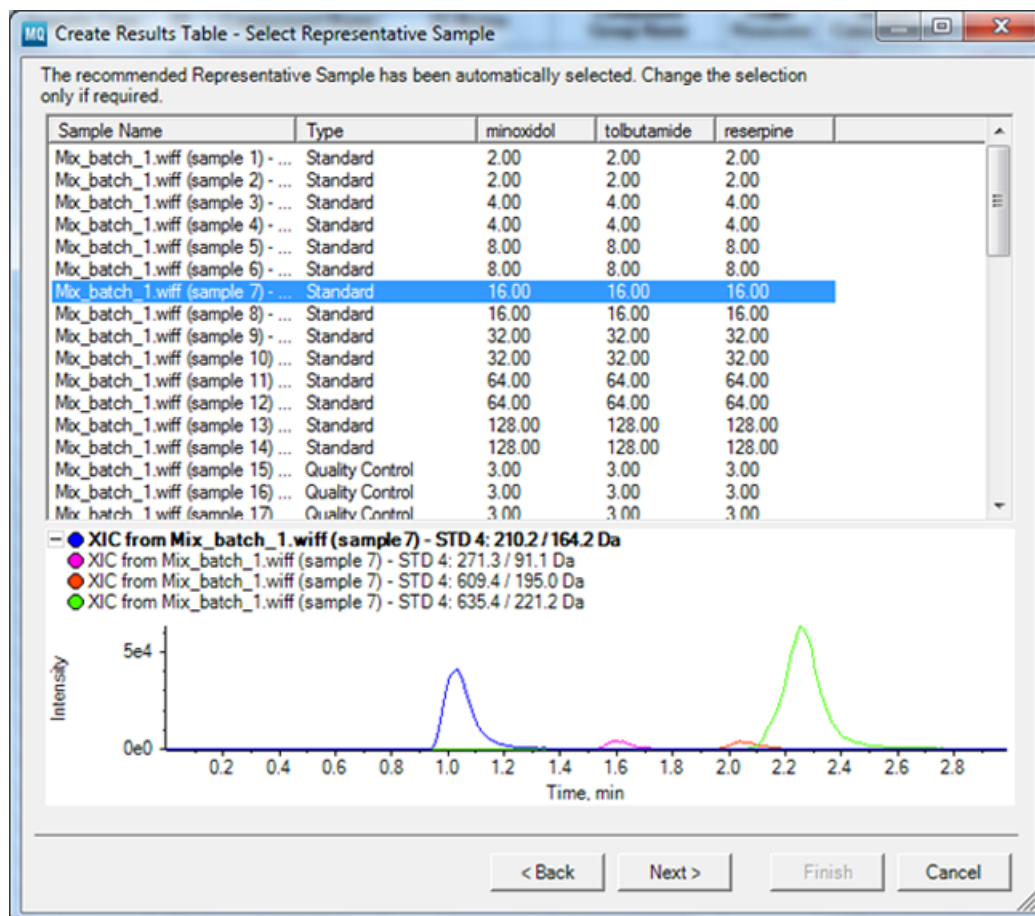 MQ Create Results Table - Select Representative Sample
The recommended Representative Sample has been automatically selected. Change the selection
only if required.
Sample Name Type minoxidol tolbutamide reserpine
Mix_batch_1.wiff (sample 1) - ... Standard 2.00 2.00 2.00
Mix_batch_1.wiff (sample 2) - ... Standard 2.00 2.00 2.00
Mix_batch_1.wiff (sample 3) - ... Standard 4.00 4.00 4.00
Mix_batch_1.wiff (sample 4) - ... Standard 4.00 4.00 4.00
Mix_batch_1.wiff (sample 5) - ... Standard 8.00 8.00 8.00
Mix_batch_1.wiff (sample 6) - ... Standard 8.00 8.00 8.00
Mix_batch_1.wiff (sample 7) - ... Standard 16.00 16.00 16.00
Mix_batch_1.wiff (sample 8) - ... Standard 16.00 16.00 16.00
Mix_batch_1.wiff (sample 9) - ... Standard 32.00 32.00 32.00
Mix_batch_1.wiff (sample 10) ... Standard 32.00 32.00 32.00
Mix_batch_1.wiff (sample 11) ... Standard 64.00 64.00 64.00
Mix_batch_1.wiff (sample 12) ... Standard 64.00 64.00 64.00
Mix_batch_1.wiff (sample 13) ... Standard 128.00 128.00 128.00
Mix_batch_1.wiff (sample 14) ... Standard 128.00 128.00 128.00
Mix_batch_1.wiff (sample 15) ... Quality Control 3.00 3.00 3.00
Mix_batch_1.wiff (sample 16) ... Quality Control 3.00 3.00 3.00
Mix_batch_1.wiff (sample 17) Quality Control 3.00 3.00 3.00
XIC from Mix_batch_1.wiff (sample 7) - STD 4: 210.2 / 164.2 Da
XIC from Mix_batch_1.wiff (sample 7) - STD 4: 271.3 / 91.1 Da
XIC from Mix_batch_1.wiff (sample 7) - STD 4: 609.4 / 195.0 Da
XIC from Mix_batch_1.wiff (sample 7) - STD 4: 635.4 / 221.2 Da
Intensity
5e4
0e0
0.2 0.4 0.6 0.8 1.0 1.2 1.4 1.6 1.8 2.0 2.2 2.4 2.6 2.8
Time, min
< Back Next > Finish Cancel